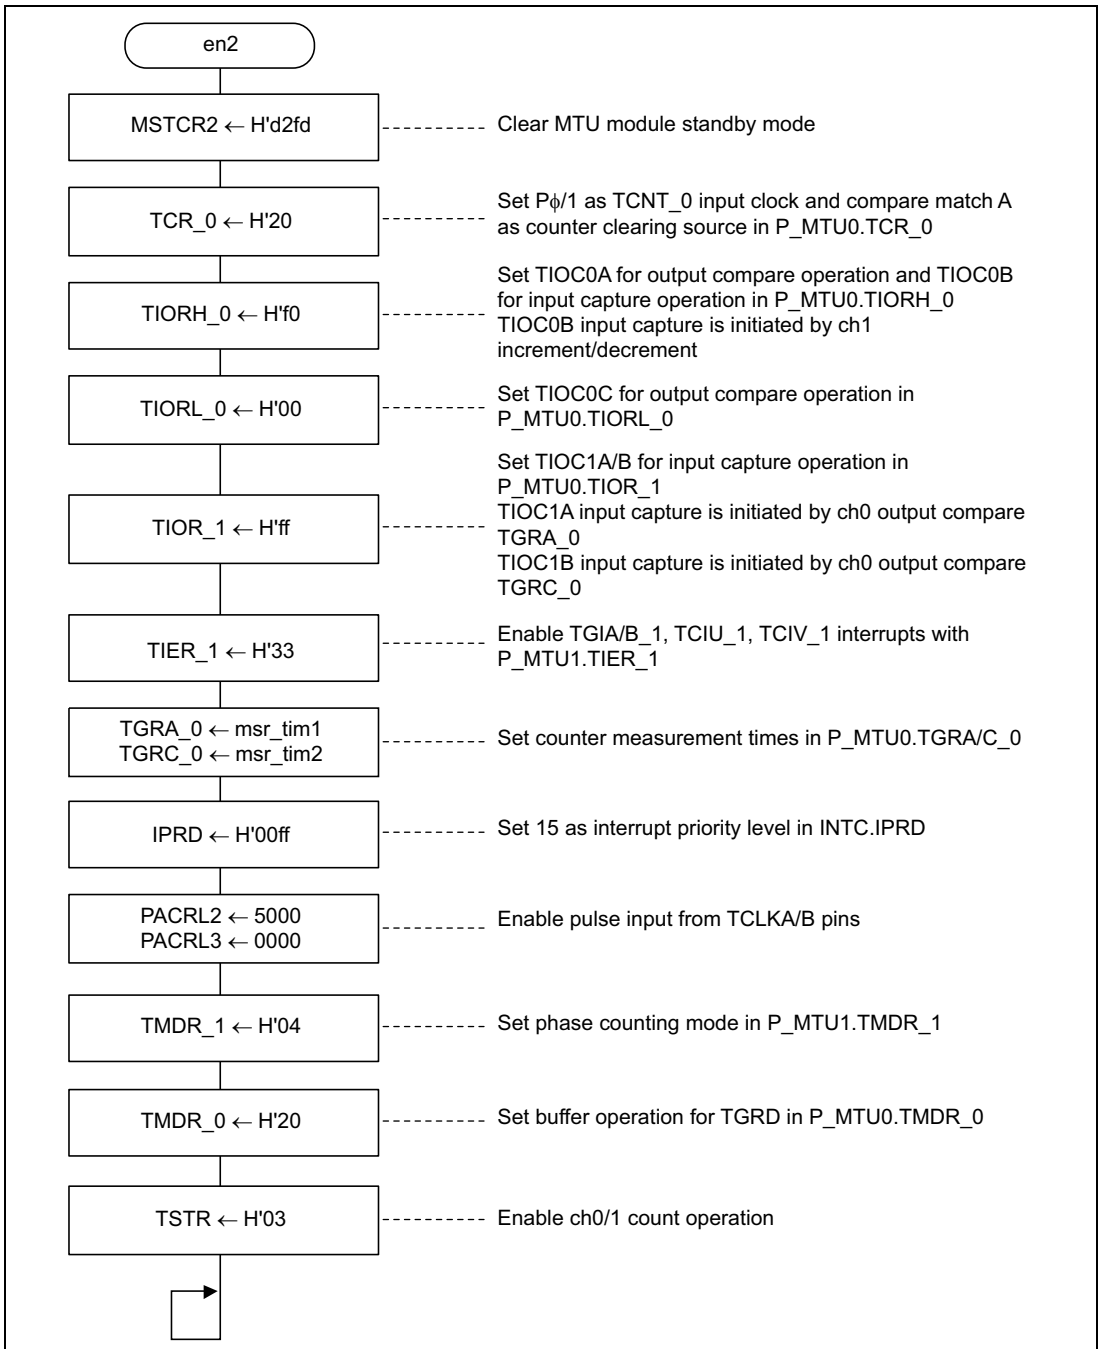 en2
MSTCR2 ← H'd2fd
Clear MTU module standby mode
TCR_0 ← H'20
Set Pϕ/1 as TCNT_0 input clock and compare match A
as counter clearing source in P_MTU0.TCR_0
TIORH_0 ← H'f0
Set TIOC0A for output compare operation and TIOC0B
for input capture operation in P_MTU0.TIORH_0
TIOC0B input capture is initiated by ch1
increment/decrement
TIORL_0 ← H'00
Set TIOC0C for output compare operation in
P_MTU0.TIORL_0
TIOR_1 ← H'ff
Set TIOC1A/B for input capture operation in
P_MTU0.TIOR_1
TIOC1A input capture is initiated by ch0 output compare
TGRA_0
TIOC1B input capture is initiated by ch0 output compare
TGRC_0
TIER_1 ← H'33
Enable TGIA/B_1, TCIU_1, TCIV_1 interrupts with
P_MTU1.TIER_1
TGRA_0 ← msr_tim1
TGRC_0 ← msr_tim2
Set counter measurement times in P_MTU0.TGRA/C_0
IPRD ← H'00ff
Set 15 as interrupt priority level in INTC.IPRD
PACRL2 ← 5000
PACRL3 ← 0000
Enable pulse input from TCLKA/B pins
TMDR_1 ← H'04
Set phase counting mode in P_MTU1.TMDR_1
TMDR_0 ← H'20
Set buffer operation for TGRD in P_MTU0.TMDR_0
TSTR ← H'03
Enable ch0/1 count operation